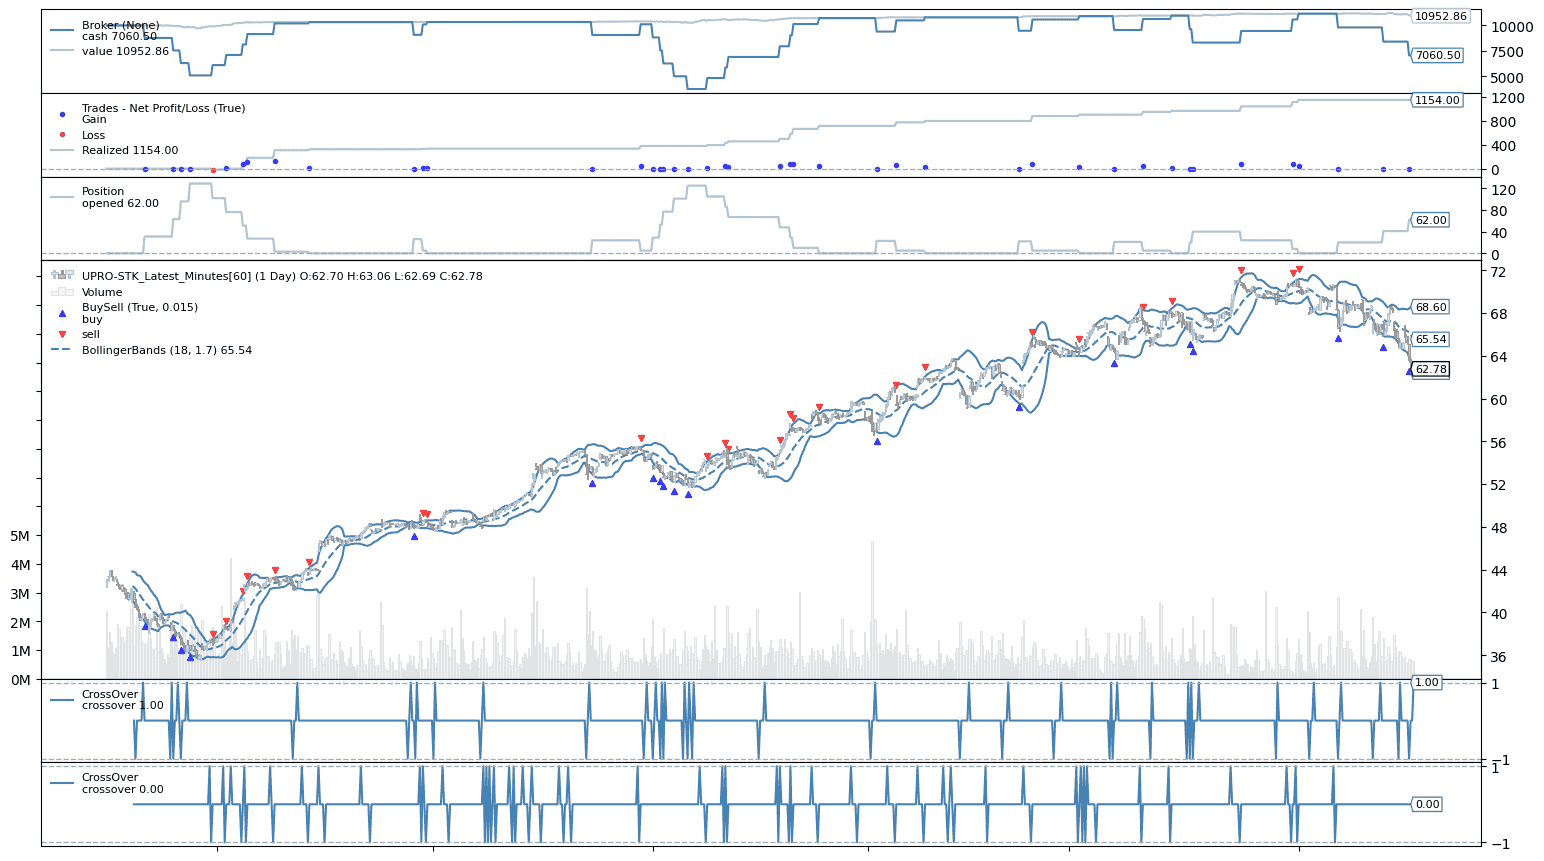 Broker (None)
cash 7060.50
value 10952.86
10952.86
7060.50
10000
7500
5000
Trades - Net Profit/Loss (True)
Gain
Loss
Realized 1154.00
1154.00
1200
800
400
0
Position
opened 62.00
62.00
120
80
40
0
UPRO-STK_Latest_Minutes[60] (1 Day) O:62.70 H:63.06 L:62.69 C:62.78
Volume
BuySell (True, 0.015)
buy
sell
BollingerBands (18, 1.7) 65.54
68.60
65.54
62.78
72
68
64
60
56
52
48
44
40
36
5M
4M
3M
2M
1M
0M
CrossOver
crossover 1.00
1.00
1
−1
CrossOver
crossover 0.00
0.00
1
−1